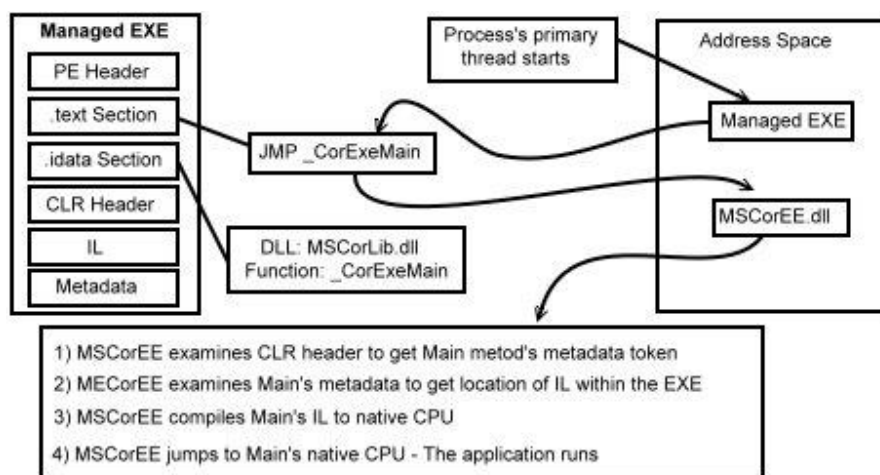 Managed EXE
PE Header
.text Section
.idata Section
CLR Header
IL
Metadata
JMP _CorExeMain
DLL: MSCorLib.dll
Function: _CorExeMain
Process's primary
thread starts
Address Space
Managed EXE
MSCorEE.dll
1) MSCorEE examines CLR header to get Main metod's metadata token
2) MECorEE examines Main's metadata to get location of IL within the EXE
3) MSCorEE compiles Main's IL to native CPU
4) MSCorEE jumps to Main's native CPU - The application runs